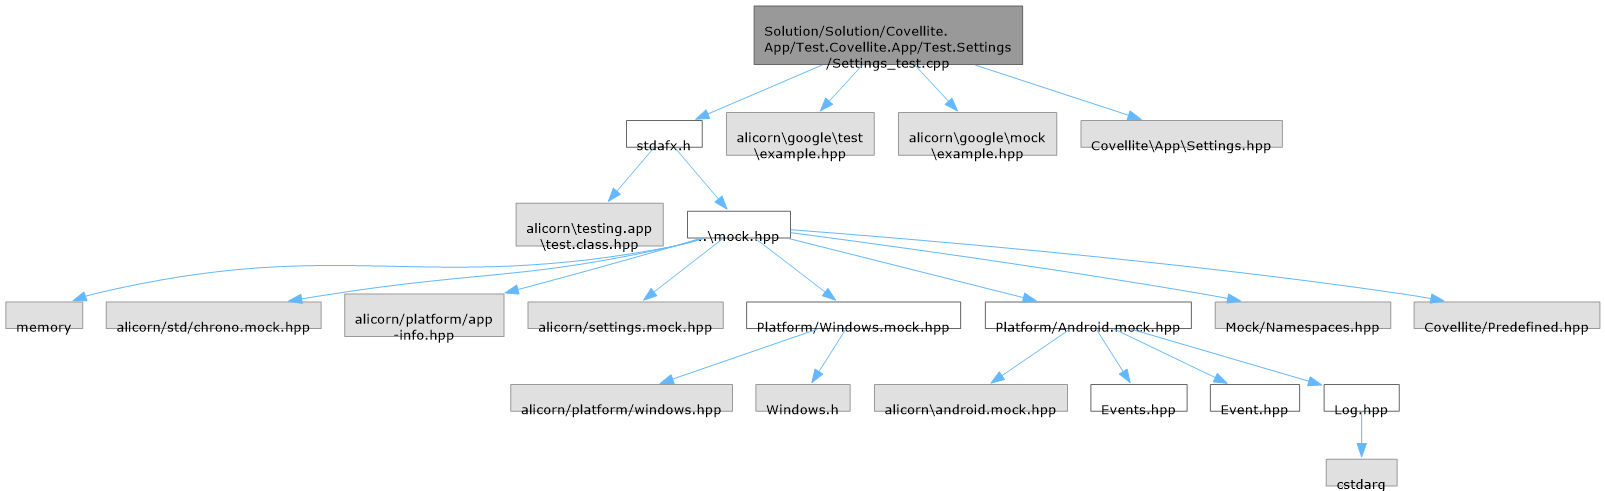 Solution/Solution/Covellite.
App/Test.Covellite.App/Test.Settings
/Settings_test.cpp
stdafx.h
alicorn\google\test
\example.hpp
alicorn\google\mock
\example.hpp
Covellite\App\Settings.hpp
alicorn\testing.app
\test.class.hpp
..\mock.hpp
memory
alicorn/std/chrono.mock.hpp
alicorn/platform/app
-info.hpp
alicorn/settings.mock.hpp
Platform/Windows.mock.hpp
Platform/Android.mock.hpp
Mock/Namespaces.hpp
Covellite/Predefined.hpp
alicorn/platform/windows.hpp
Windows.h
alicorn\android.mock.hpp
Events.hpp
Event.hpp
Log.hpp
cstdarg